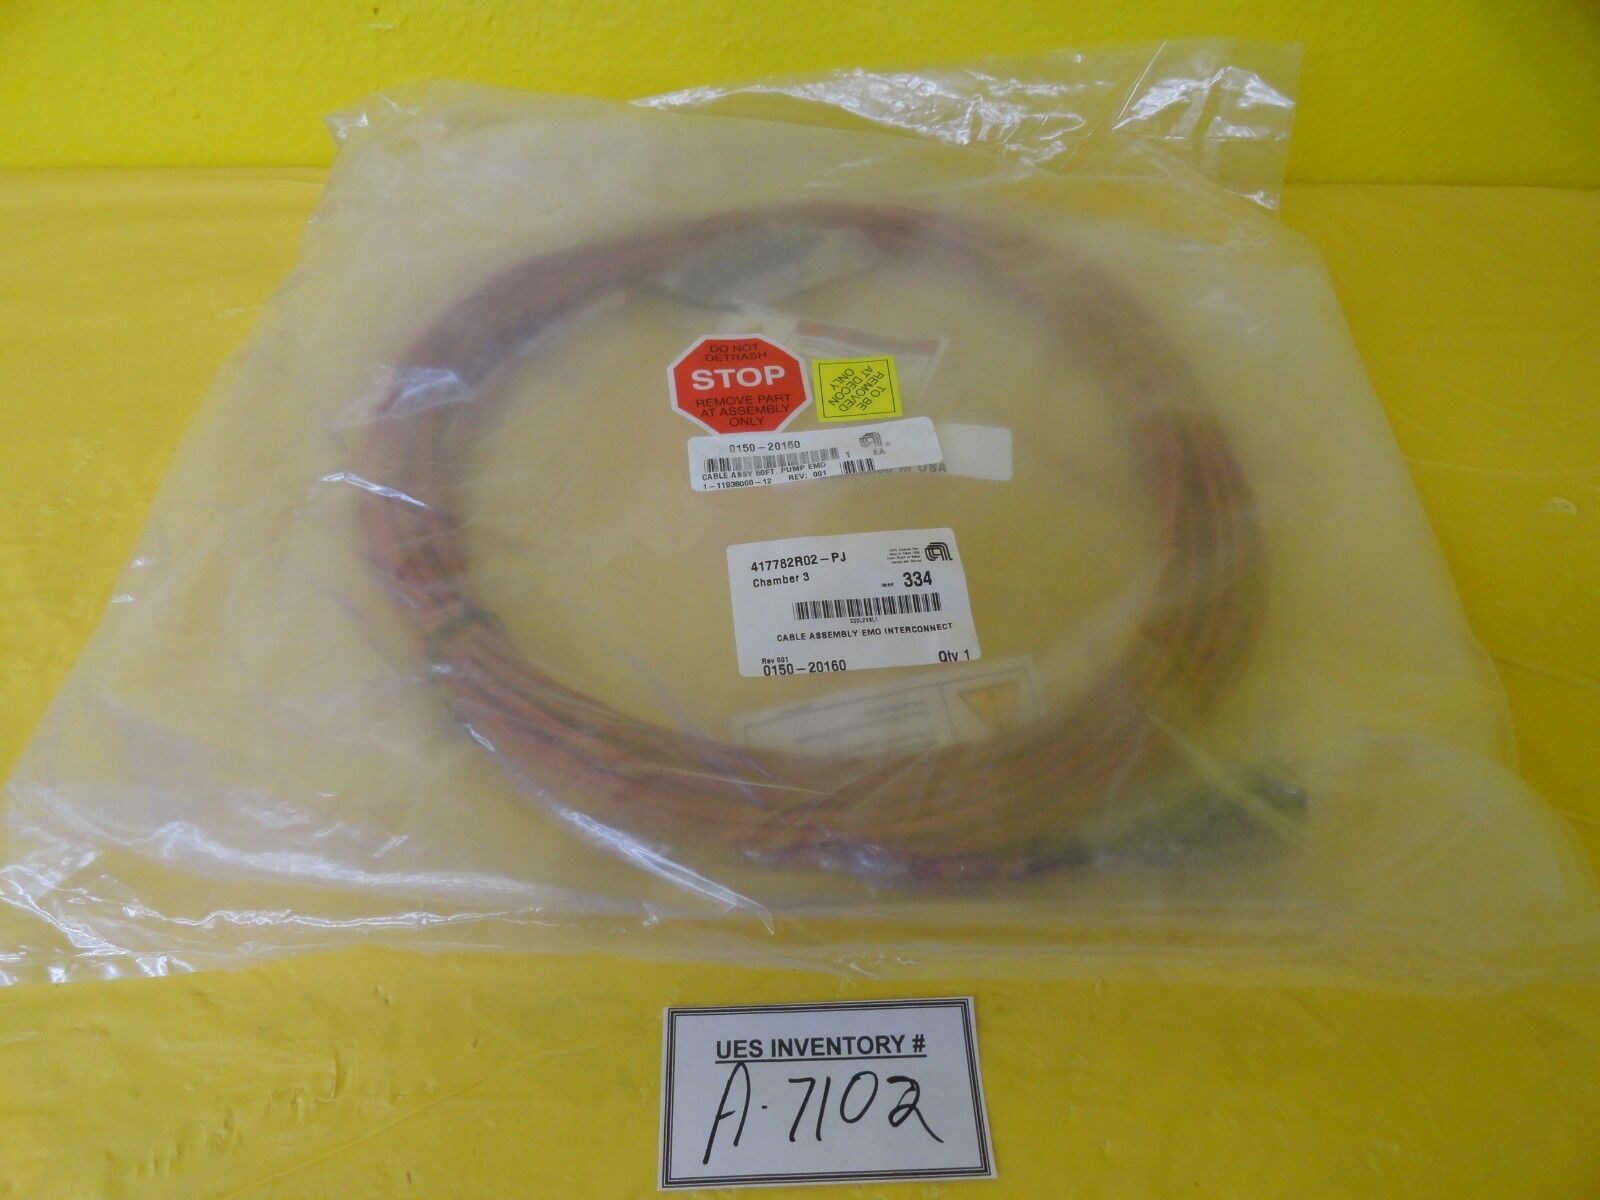 DO NOT
DETRASH
STOP
REMOVE PART
AT ASSEMBLY
ONLY
TO BE
REMOVED
AT DECON
ONLY
0150-20160
1
EA
CABLE ASSY 50FT. PUMP EMO
1-11938000-12 REV: 001
IN USA
417782R02-PJ
Chamber 3
334
CABLE ASSEMBLY EMO INTERCONNECT
Rev 001
0150-20160
Qty 1
UES INVENTORY #
A-7102